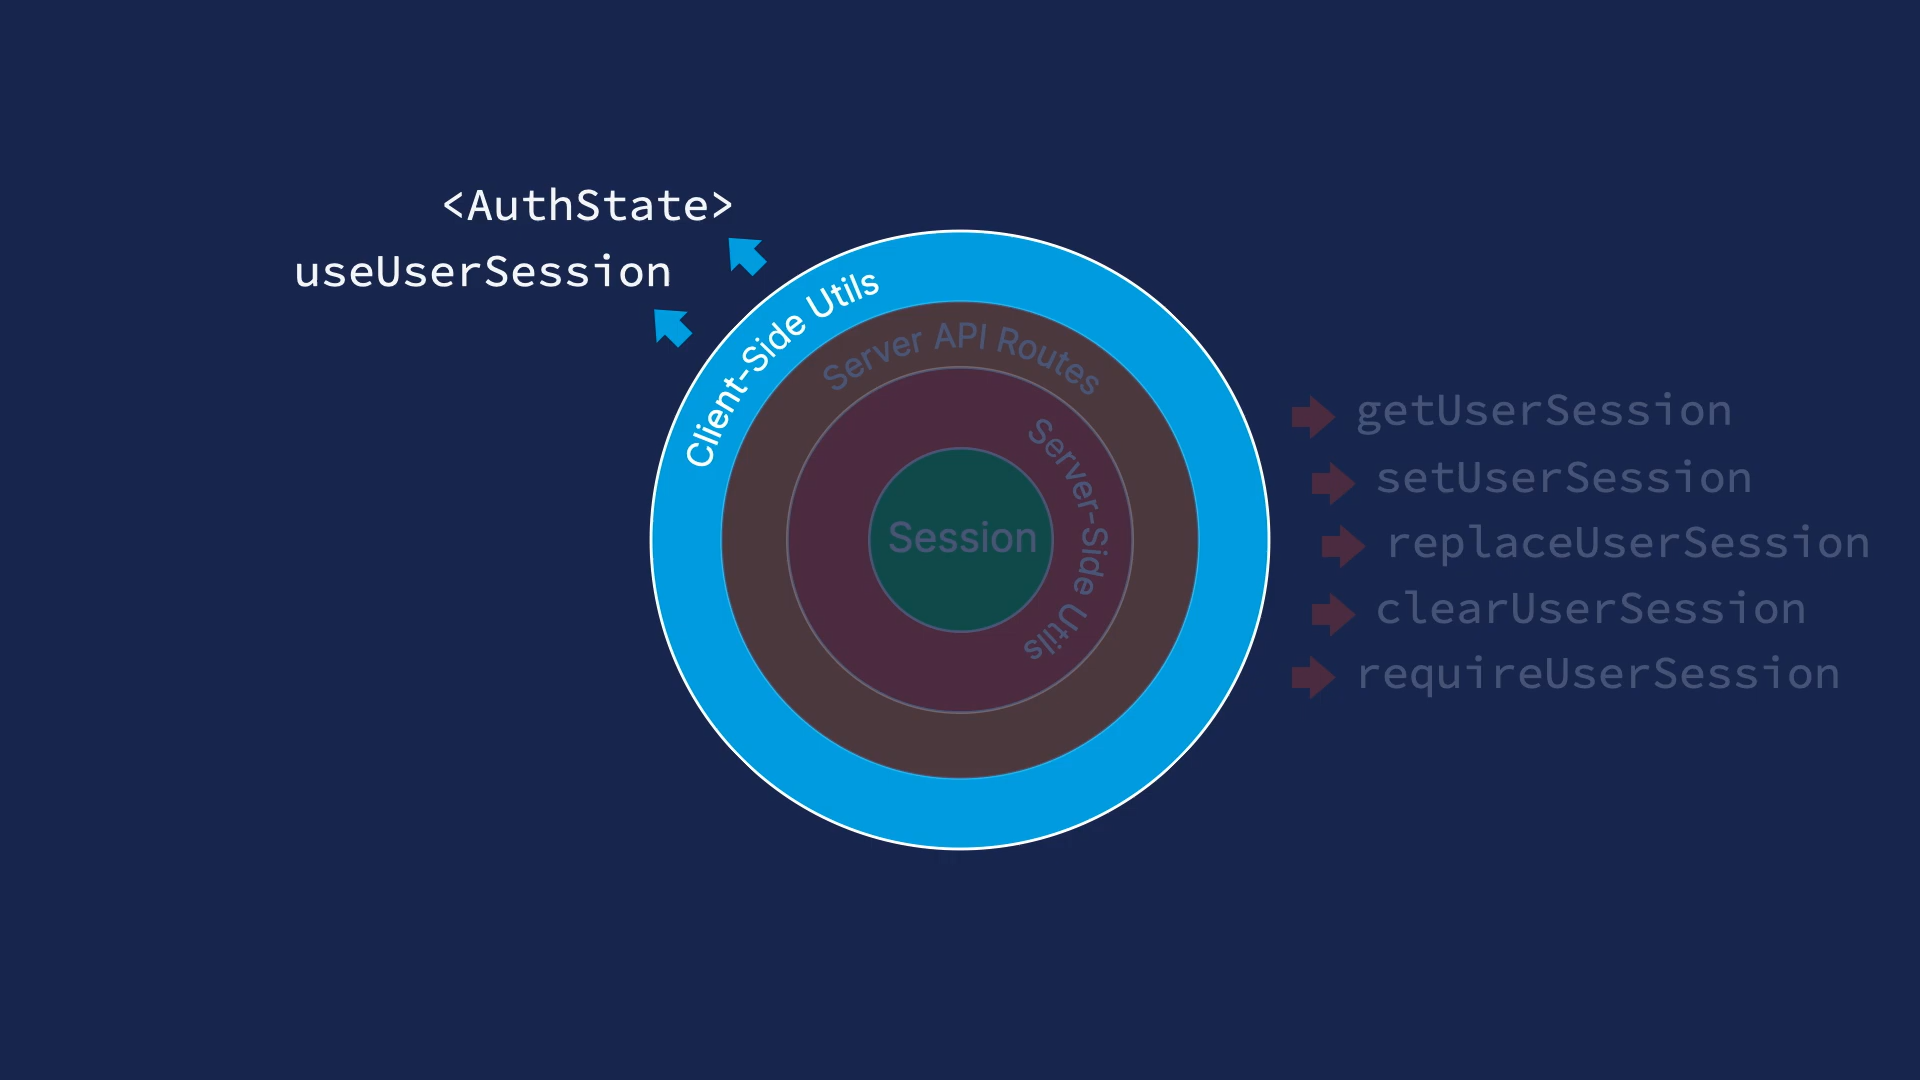 <AuthState>
useUserSession
Client-Side Utils
Server API Routes
Server-Side Utils
Session
getUserSession
setUserSession
replaceUserSession
clearUserSession
requireUserSession